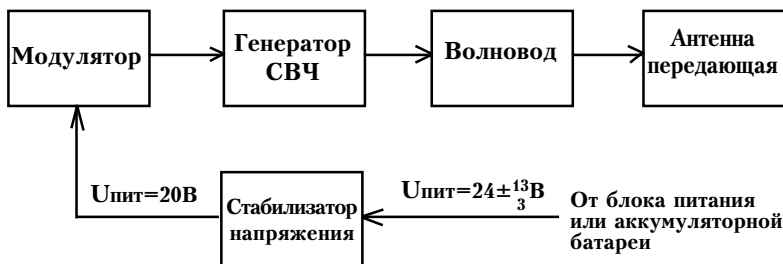 Модулятор
Генератор
СВЧ
Волновод
Антенна
передающая
Uпит=20В
Стабилизатор
напряжения
Uпит=24±13/3В
От блока питания
или аккумуляторной
батареи